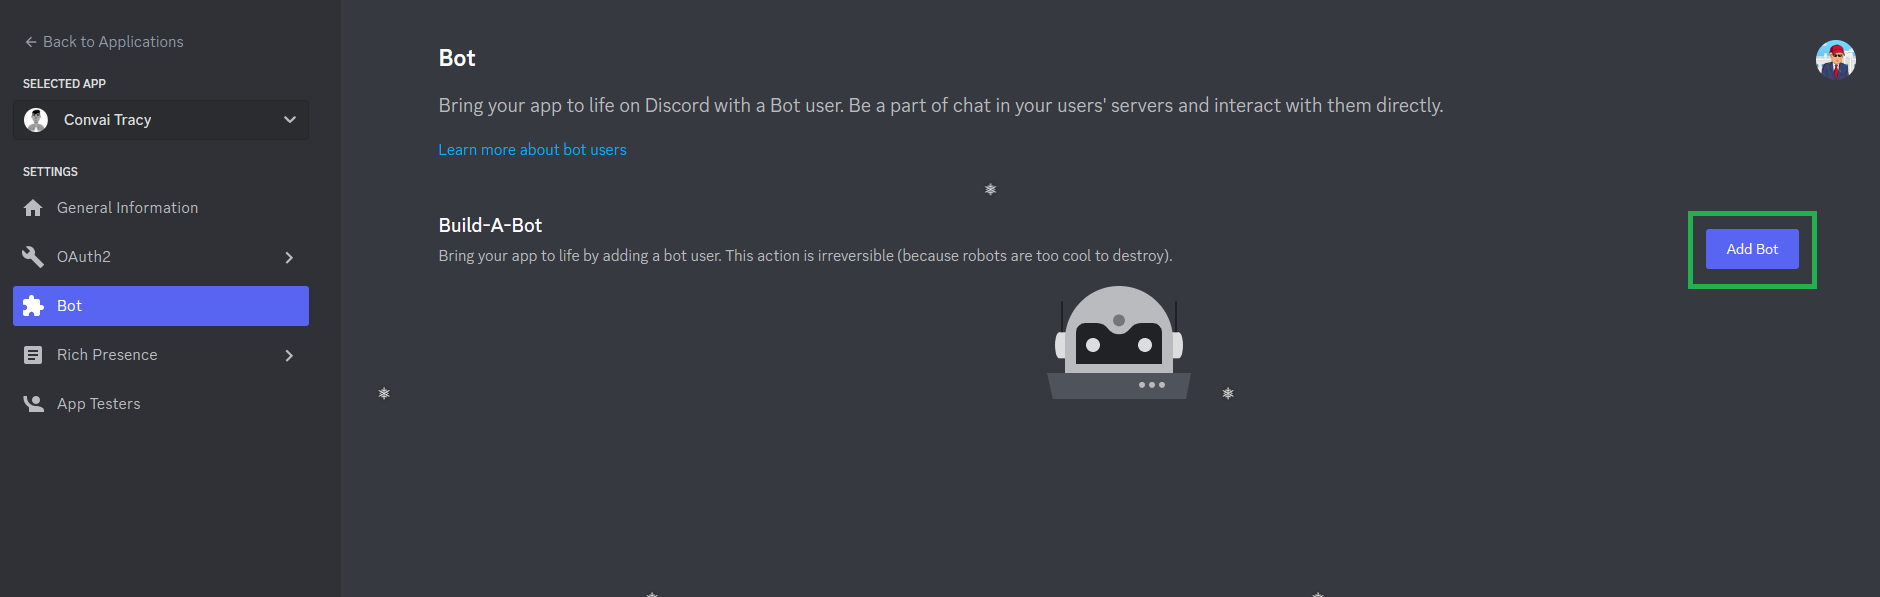 Back to Applications
SELECTED APP
Convai Tracy
SETTINGS
General Information
OAuth2
Bot
Rich Presence
App Testers
Bot
Bring your app to life on Discord with a Bot user. Be a part of chat in your users' servers and interact with them directly.
Learn more about bot users
Build-A-Bot
Bring your app to life by adding a bot user. This action is irreversible (because robots are too cool to destroy).
Add Bot